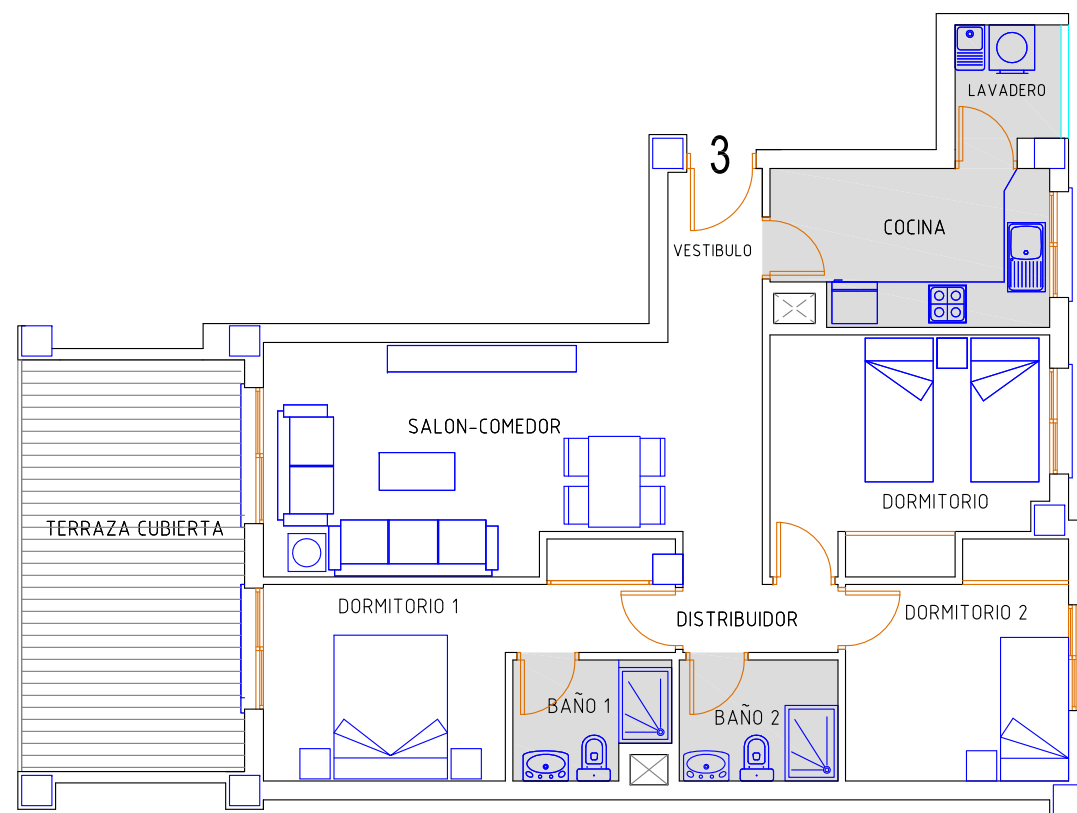 LAVADERO
3
COCINA
VESTIBULO
SALON-COMEDOR
DORMITORIO
TERRAZA CUBIERTA
DORMITORIO 1
DISTRIBUIDOR
DORMITORIO 2
BAÑO 1
BAÑO 2